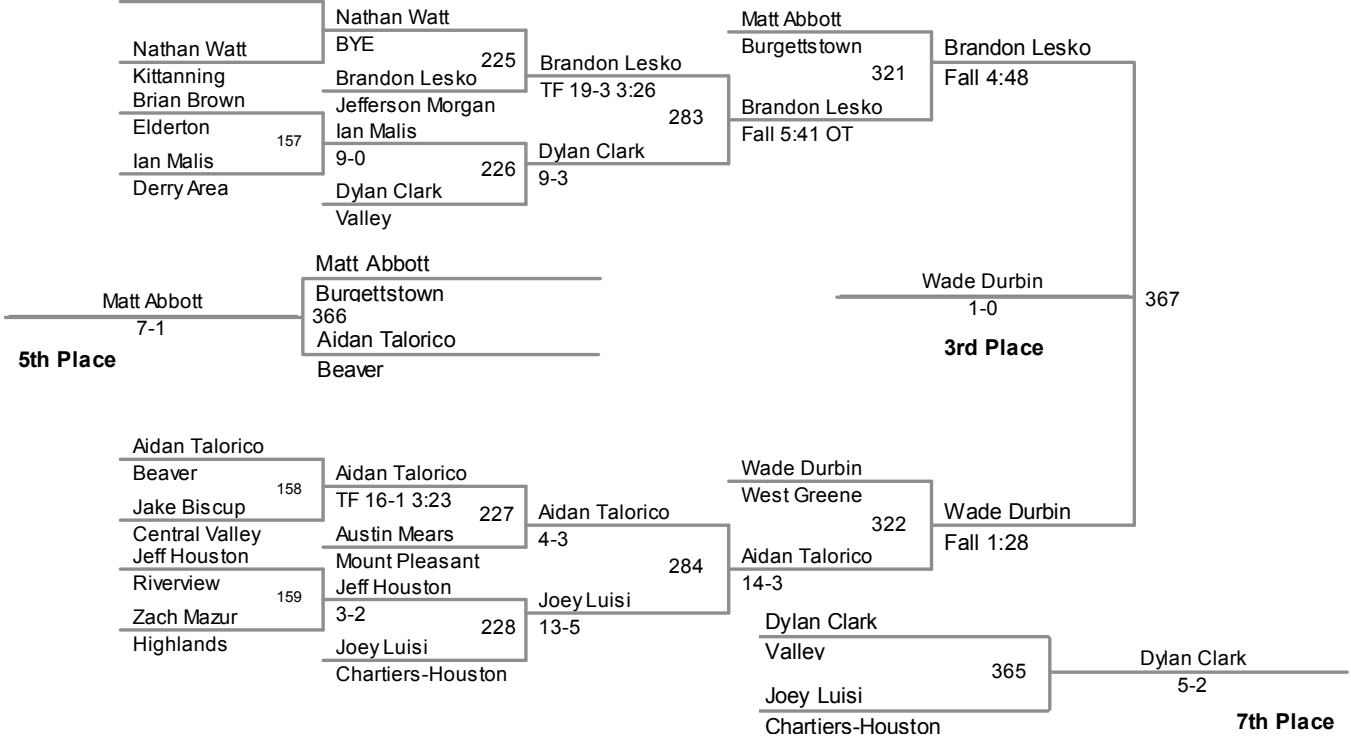 Nathan Watt
Kittanning
Brian Brown
Elderton
157
Ian Malis
Derry Area
Nathan Watt
BYE
225
Brandon Lesko
Jefferson Morgan
Ian Malis
9-0
226
Dylan Clark
Valley
Brandon Lesko
TF 19-3 3:26
283
Dylan Clark
9-3
Matt Abbott
Burgettstown
321
Brandon Lesko
Fall 5:41 OT
Brandon Lesko
Fall 4:48
Matt Abbott
7-1
5th Place
Matt Abbott
Burgettstown
366
Aidan Talorico
Beaver
Wade Durbin
1-0
3rd Place
367
Aidan Talorico
Beaver
158
Jake Biscup
Central Valley
Jeff Houston
Riverview
159
Zach Mazur
Highlands
Aidan Talorico
TF 16-1 3:23
227
Austin Mears
Mount Pleasant
Jeff Houston
3-2
228
Joey Luisi
Chartiers-Houston
Aidan Talorico
4-3
284
Joey Luisi
13-5
Wade Durbin
West Greene
322
Aidan Talorico
14-3
Wade Durbin
Fall 1:28
Dylan Clark
Valley
365
Joey Luisi
Chartiers-Houston
Dylan Clark
5-2
7th Place